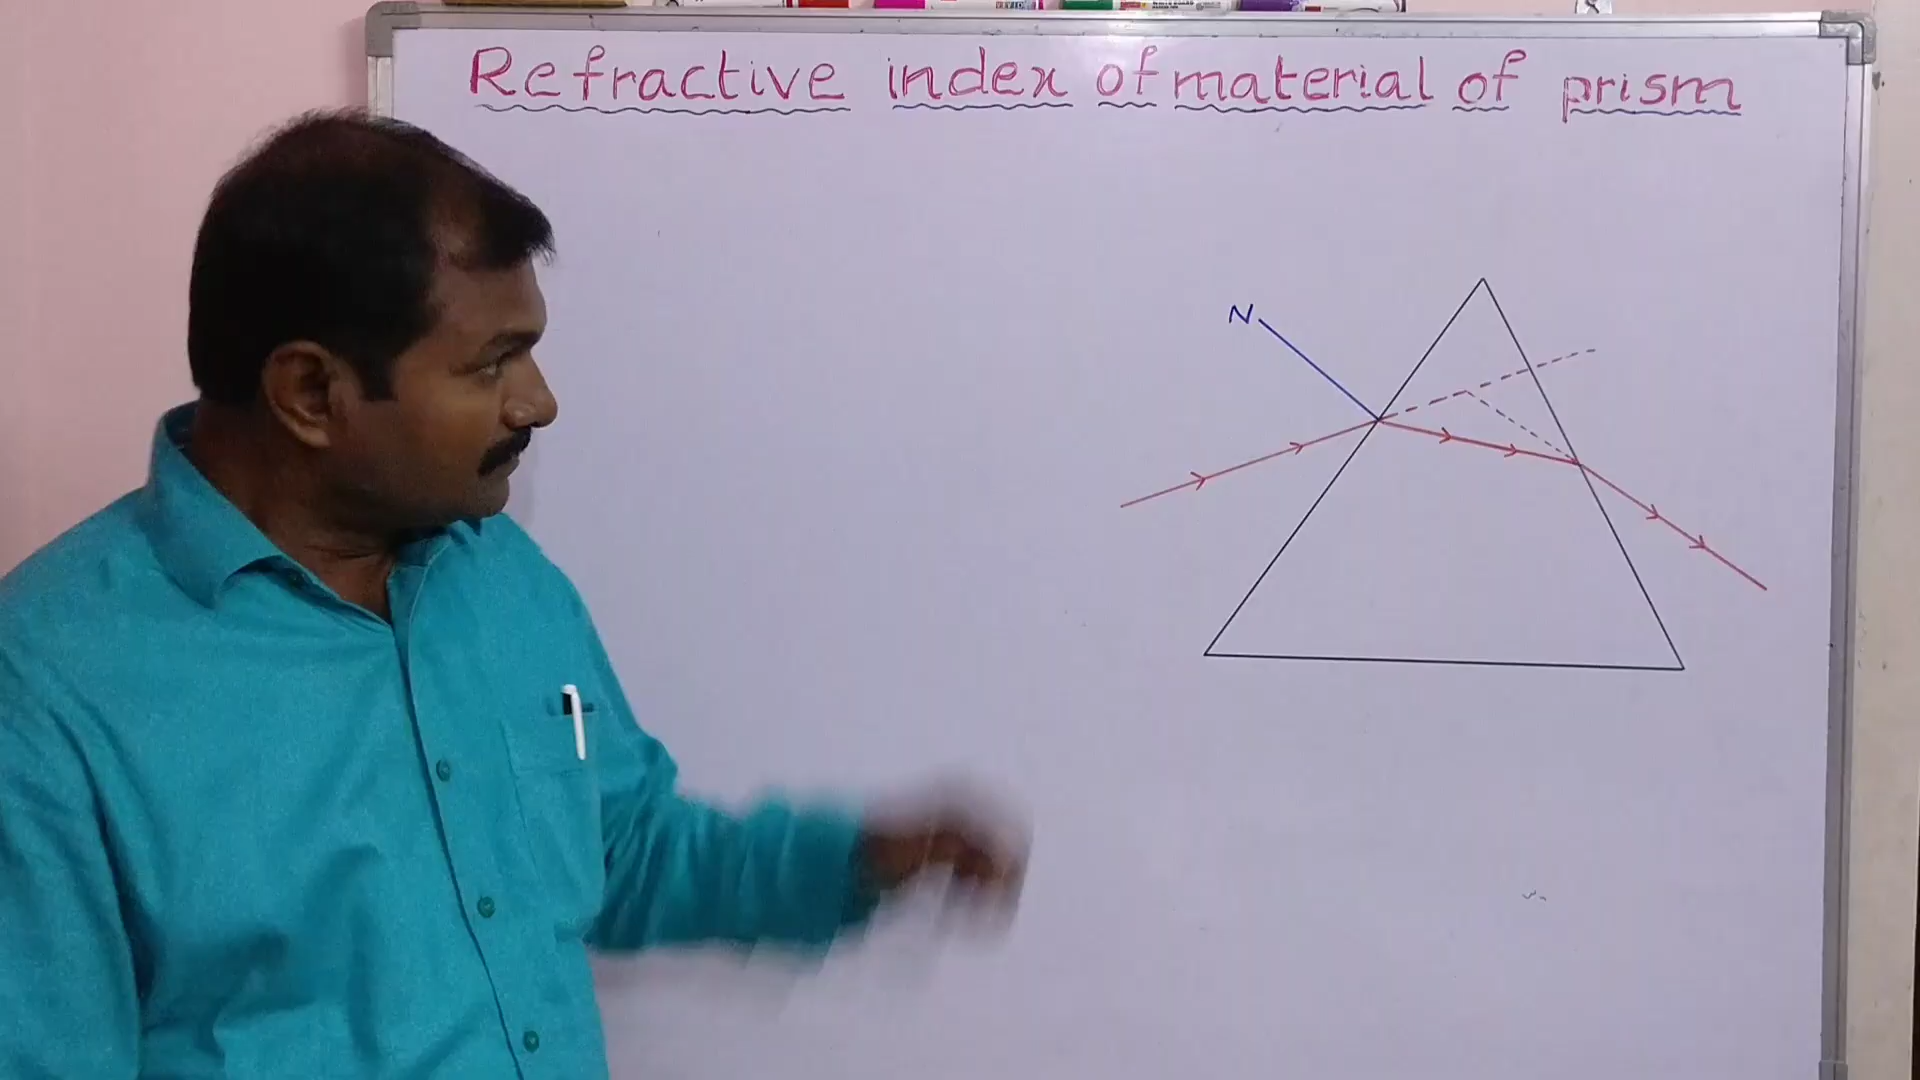 Refractive index of material of prism
N